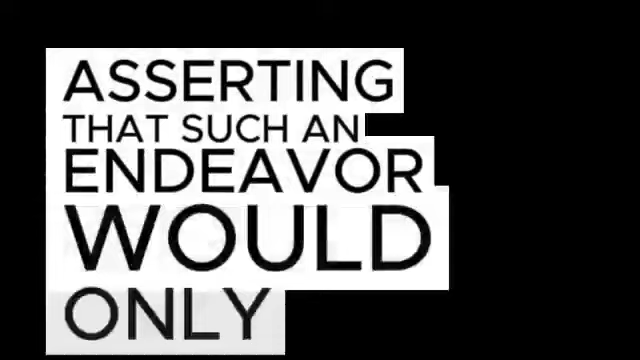 ASSERTING
THAT SUCH AN
ENDEAVOR
WOULD
ONLY